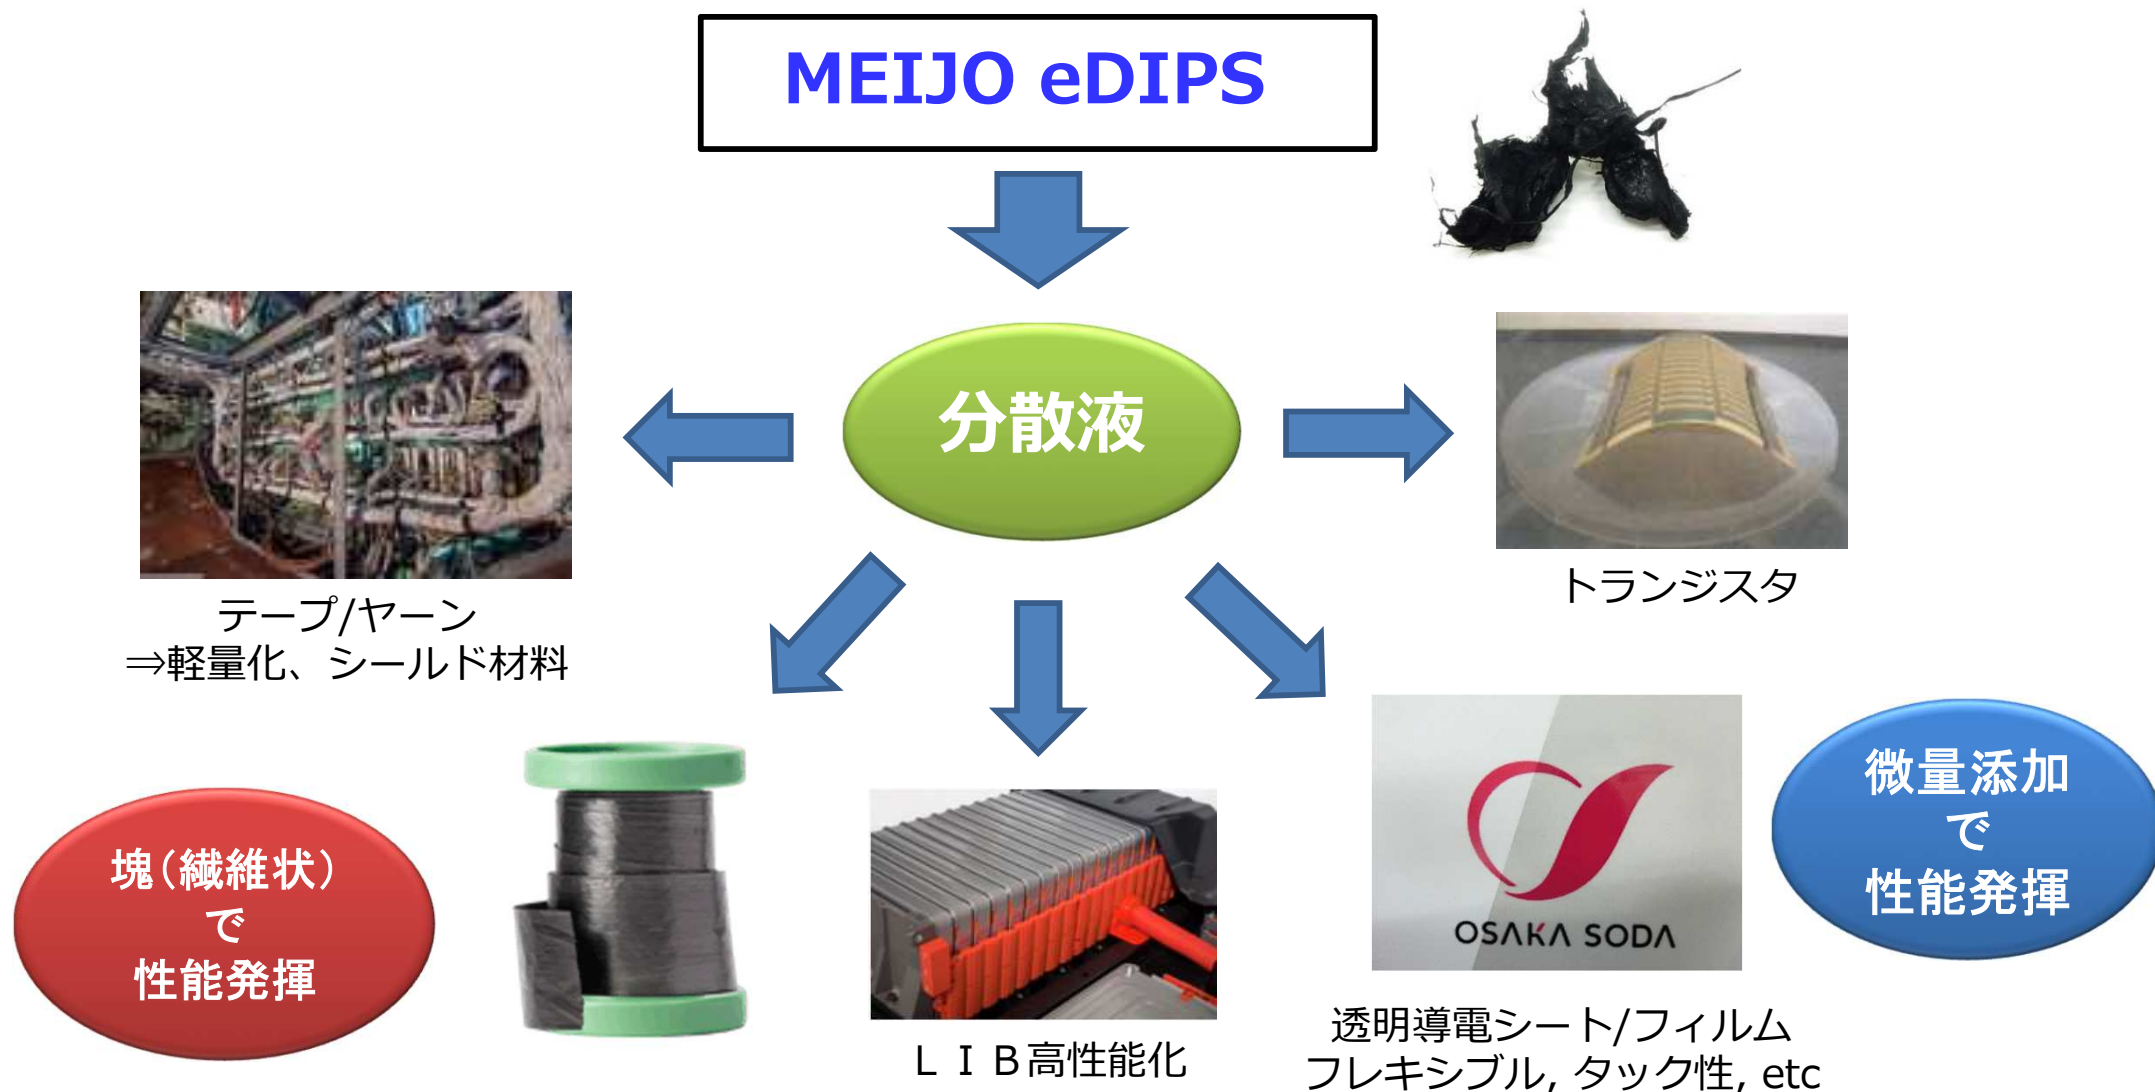 MEIJO eDIPS
分散液
テープ/ヤーン
⇒軽量化、シールド材料
トランジスタ
塊(繊維状)
で
性能発揮
ＬＩＢ高性能化
OSAKA SODA
透明導電シート/フィルム
フレキシブル, タック性, etc
微量添加
で
性能発揮